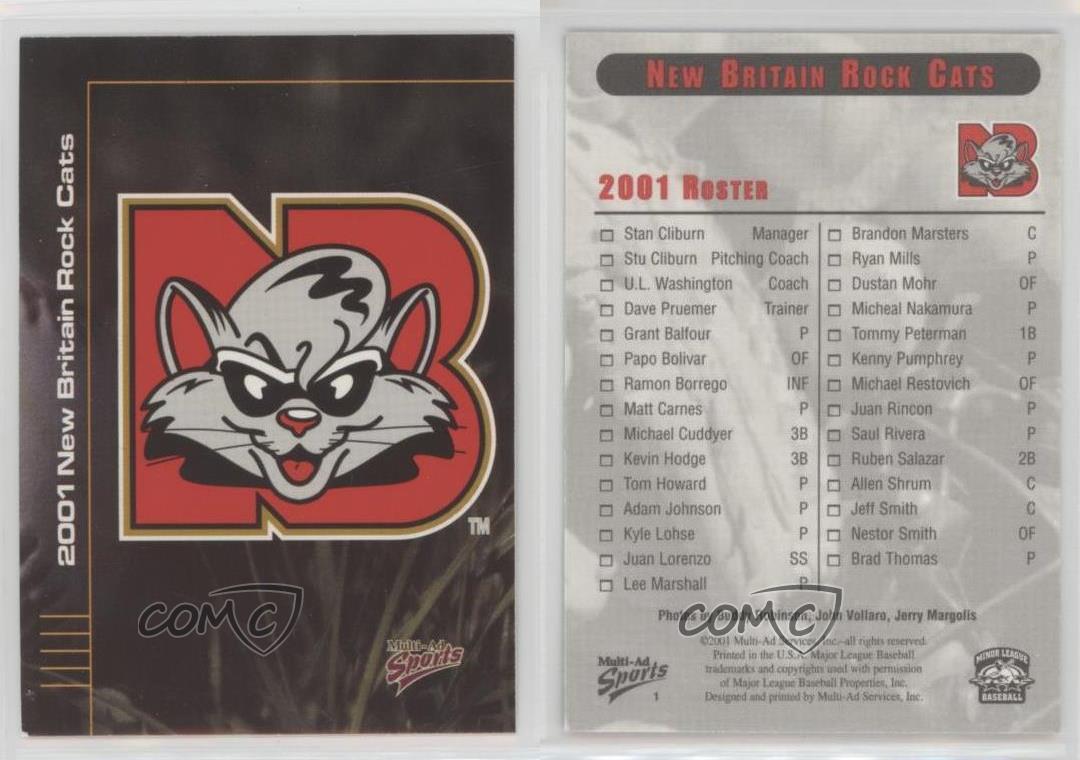 2001 New Britain Rock Cats
NB
TM
COMC
Multi-Ad
Sports
New Britain Rock Cats
2001 Roster
Stan Cliburn Manager
Stu Cliburn Pitching Coach
U.L. Washington Coach
Dave Pruemer Trainer
Grant Balfour P
Papo Bolivar OF
Ramon Borrego INF
Matt Carnes P
Michael Cuddyer 3B
Kevin Hodge 3B
Tom Howard P
Adam Johnson P
Kyle Lohse P
Juan Lorenzo SS
Lee Marshall P
Brandon Marsters C
Ryan Mills P
Dustan Mohr OF
Micheal Nakamura P
Tommy Peterman 1B
Kenny Pumphrey P
Michael Restovich OF
Juan Rincon P
Saul Rivera P
Ruben Salazar 2B
Allen Shrum C
Jeff Smith C
Nestor Smith OF
Brad Thomas P
COMC
Photos Robinson, John Vollaro, Jerry Margolis
©2001 Multi-Ad Services, Inc.–all rights reserved.
Printed in the U.S.A. Major League Baseball
trademarks and copyrights used with permission
of Major League Baseball Properties, Inc.
Designed and printed by Multi-Ad Services, Inc.
Multi-Ad
Sports
1
MINOR LEAGUE
BASEBALL